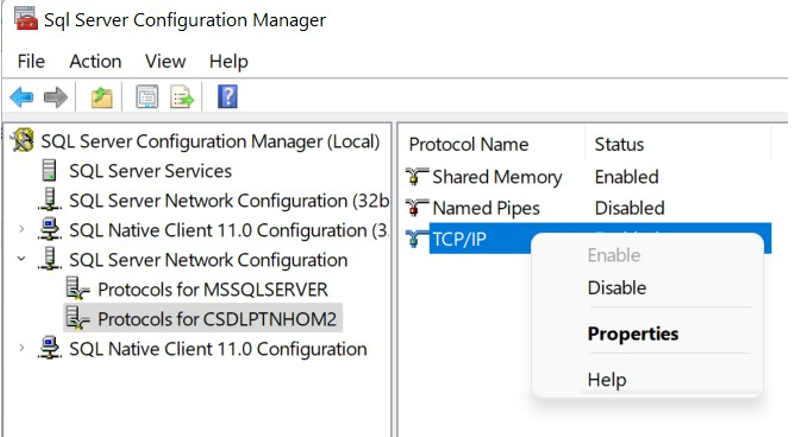 Sql Server Configuration Manager
File Action View Help
SQL Server Configuration Manager (Local)
SQL Server Services
SQL Server Network Configuration (32b
SQL Native Client 11.0 Configuration (3.
SQL Server Network Configuration
Protocols for MSSQLSERVER
Protocols for CSDLPTNHOM2
SQL Native Client 11.0 Configuration
Protocol Name Status
Shared Memory Enabled
Named Pipes Disabled
TCP/IP
Enable
Disable
Properties
Help